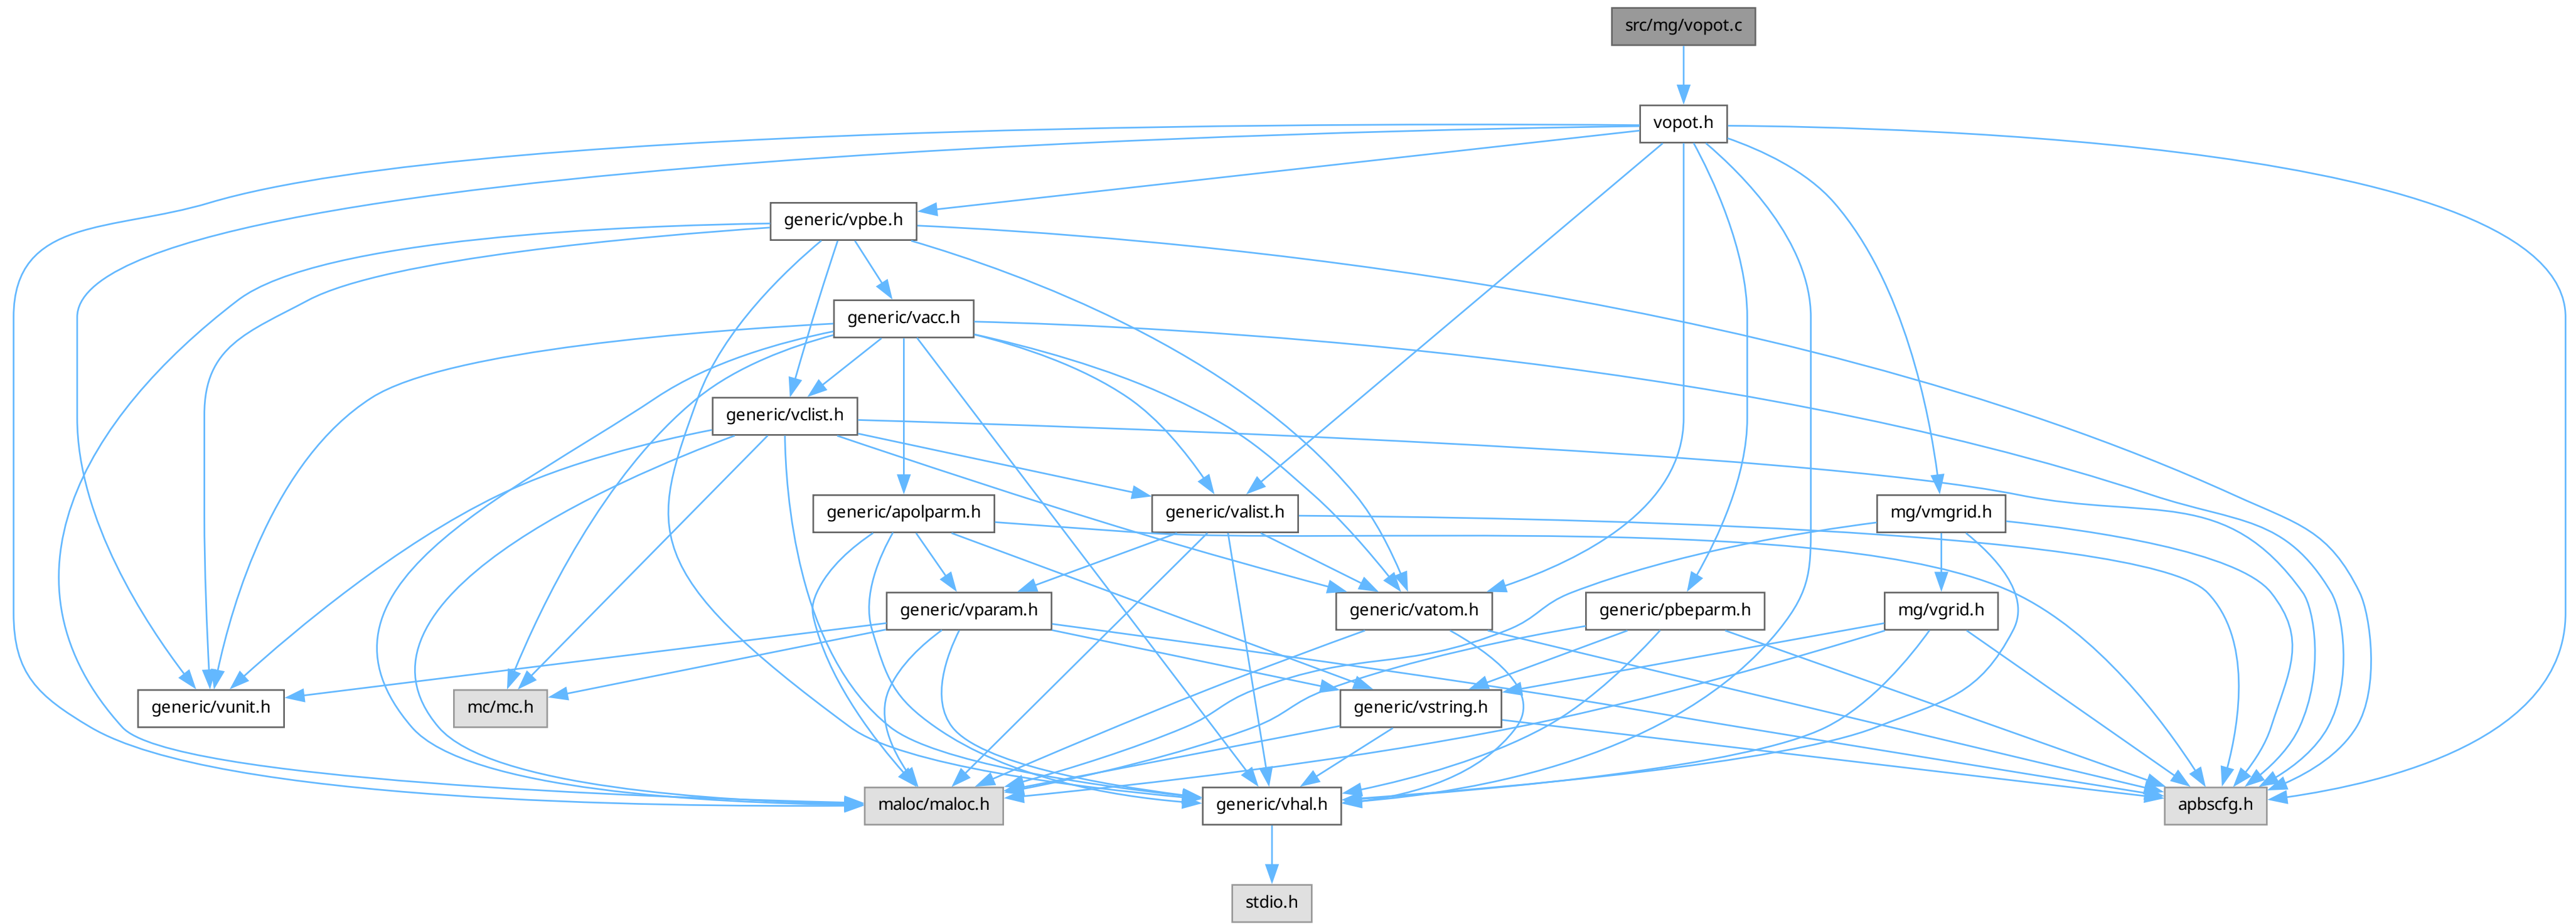 src/mg/vopot.c
vopot.h
generic/vpbe.h
generic/vacc.h
generic/vclist.h
generic/apolparm.h
generic/valist.h
mg/vmgrid.h
generic/vparam.h
generic/vatom.h
generic/pbeparm.h
mg/vgrid.h
generic/vunit.h
mc/mc.h
generic/vstring.h
maloc/maloc.h
generic/vhal.h
apbscfg.h
stdio.h